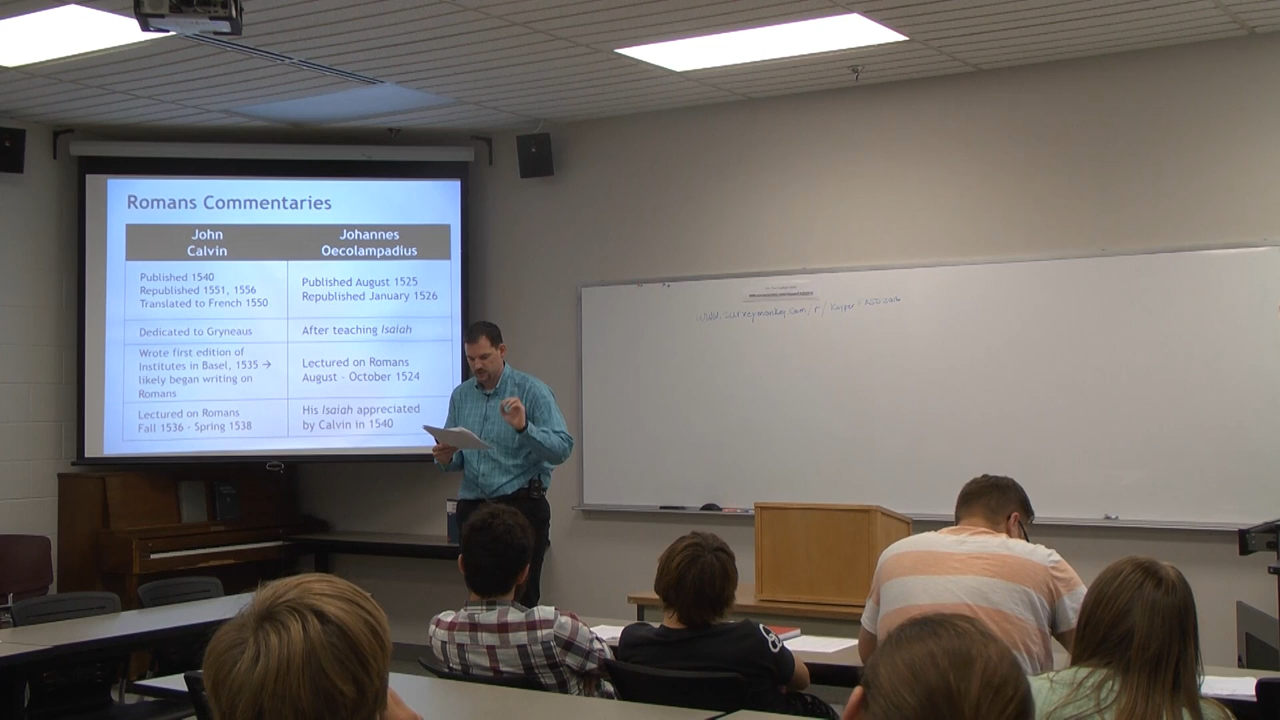 Romans Commentaries
John
Calvin
Johannes
Oecolampadius
Published 1540
Republished 1551, 1556
Translated to French 1550
Published August 1525
Republished January 1526
Dedicated to Gryneaus
After teaching Isaiah
Wrote first edition of
Institutes in Basel, 1535 →
likely began writing on
Romans
Lectured on Romans
August - October 1524
Lectured on Romans
Fall 1536 - Spring 1538
His Isaiah appreciated
by Calvin in 1540
www.surveymonkey.com/r/